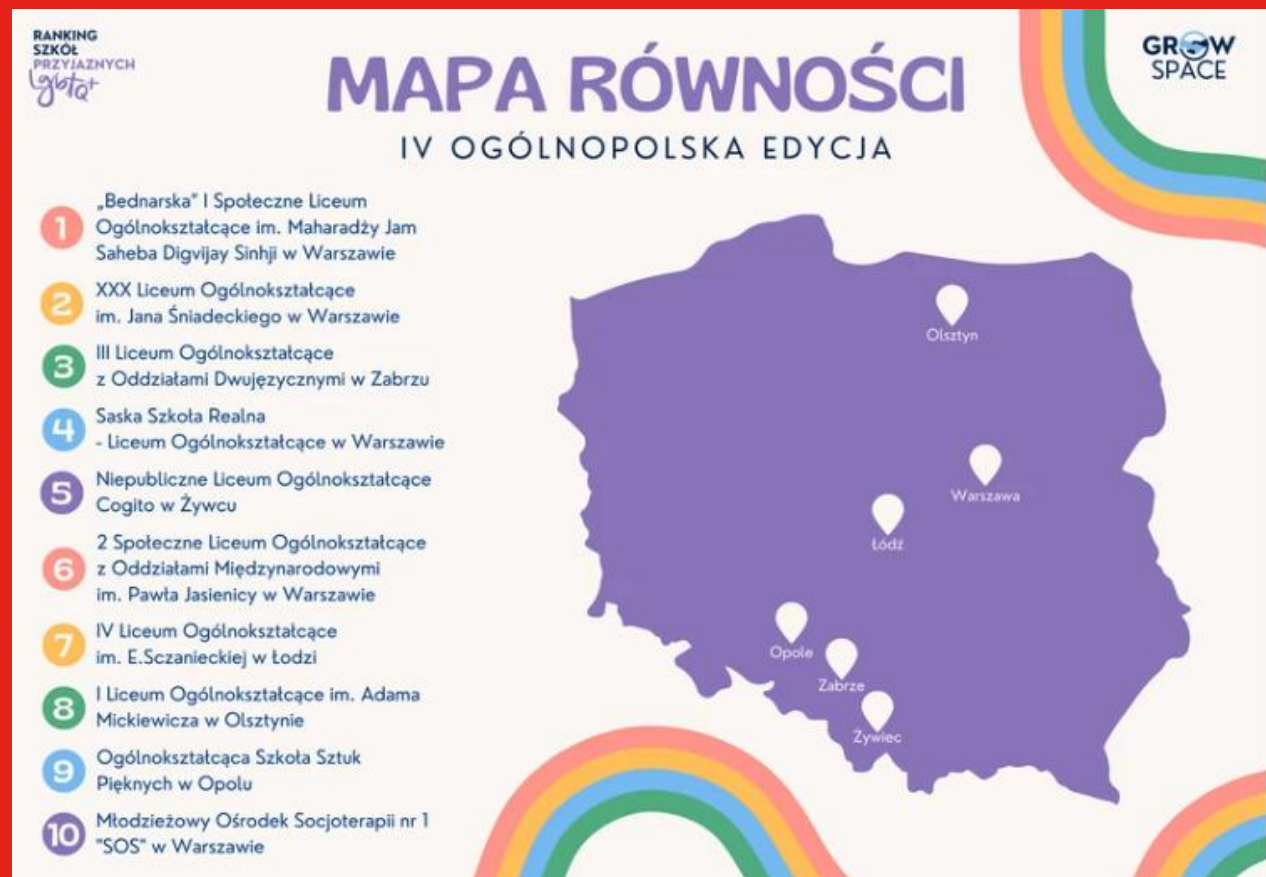 RANKING
SZKÓŁ
PRZYJAZNYCH
lgbtq+
GROW
SPACE
MAPA RÓWNOŚCI
IV OGÓLNOPOLSKA EDYCJA
1
„Bednarska" I Społeczne Liceum
Ogólnokształcące im. Maharadży Jam
Saheba Digvijay Sinhji w Warszawie
2
XXX Liceum Ogólnokształcące
im. Jana Śniadeckiego w Warszawie
3
III Liceum Ogólnokształcące
z Oddziałami Dwujęzycznymi w Zabrzu
4
Saska Szkoła Realna
- Liceum Ogólnokształcące w Warszawie
5
Niepubliczne Liceum Ogólnokształcące
Cogito w Żywcu
6
2 Społeczne Liceum Ogólnokształcące
z Oddziałami Międzynarodowymi
im. Pawła Jasienicy w Warszawie
7
IV Liceum Ogólnokształcące
im. E.Sczanieckiej w Łodzi
8
I Liceum Ogólnokształcące im. Adama
Mickiewicza w Olsztynie
9
Ogólnokształcąca Szkoła Sztuk
Pięknych w Opolu
10
Młodzieżowy Ośrodek Socjoterapii nr 1
"SOS" w Warszawie
Olsztyn
Warszawa
Łódź
Opole
Zabrze
Żywiec